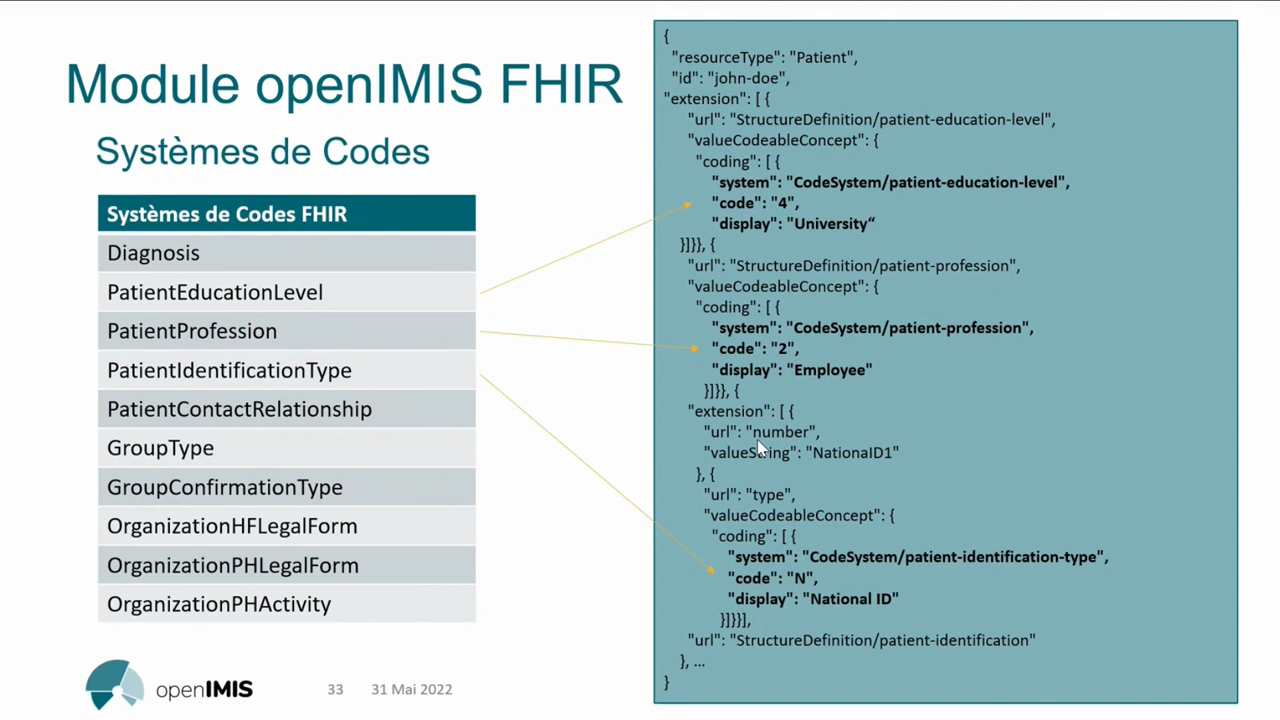 Module openIMIS FHIR
Systèmes de Codes
Systèmes de Codes FHIR
Diagnosis
PatientEducationLevel
PatientProfession
PatientIdentificationType
PatientContactRelationship
GroupType
GroupConfirmationType
OrganizationHFLegalForm
OrganizationPHLegalForm
OrganizationPHActivity
{
"resourceType": "Patient",
"id": "john-doe",
"extension": [ {
"url": "StructureDefinition/patient-education-level",
"valueCodeableConcept": {
"coding": [ {
"system": "CodeSystem/patient-education-level",
"code": "4",
"display": "University“
}]}}, {
"url": "StructureDefinition/patient-profession",
"valueCodeableConcept": {
"coding": [ {
"system": "CodeSystem/patient-profession",
"code": "2",
"display": "Employee"
}]}}, {
"extension": [ {
"url": "number",
"valueString": "NationaID1"
}, {
"url": "type",
"valueCodeableConcept": {
"coding": [ {
"system": "CodeSystem/patient-identification-type",
"code": "N",
"display": "National ID"
}]}}],
"url": "StructureDefinition/patient-identification"
}, ...
}
openIMIS
33
31 Mai 2022